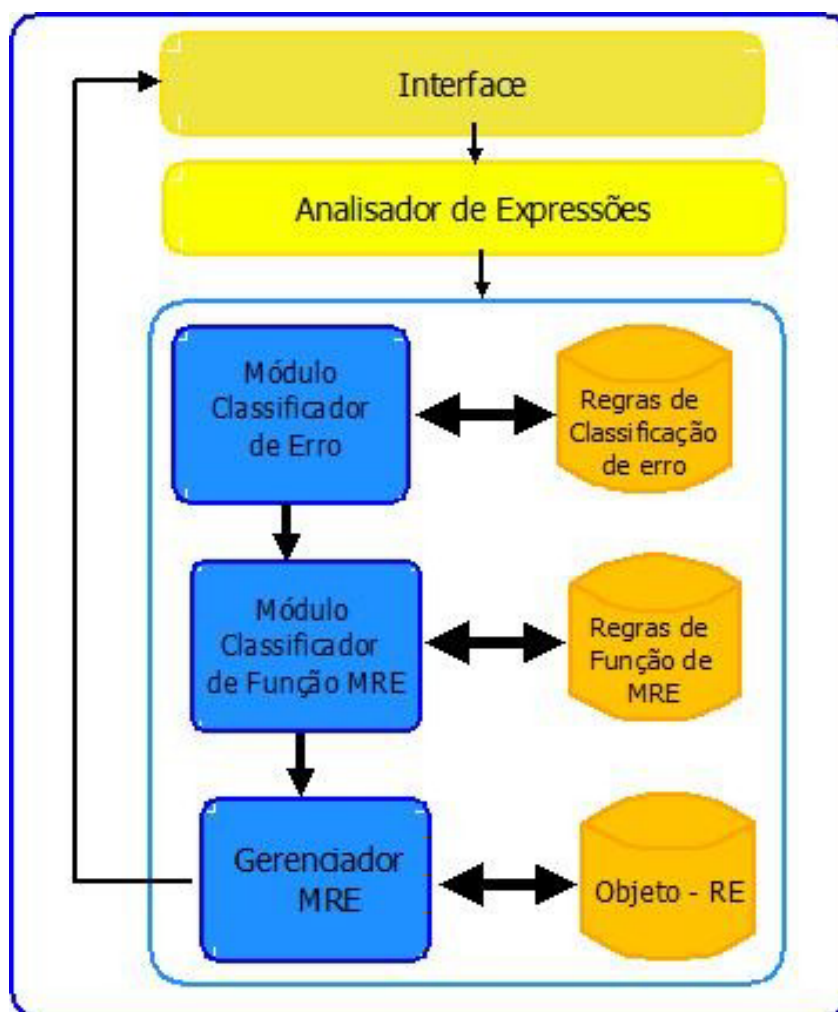 Interface
Analisador de Expressões
Módulo
Classificador
de Erro
Regras de
Classificação
de erro
Módulo
Classificador
de Função MRE
Regras de
Função de
MRE
Gerenciador
MRE
Objeto - RE